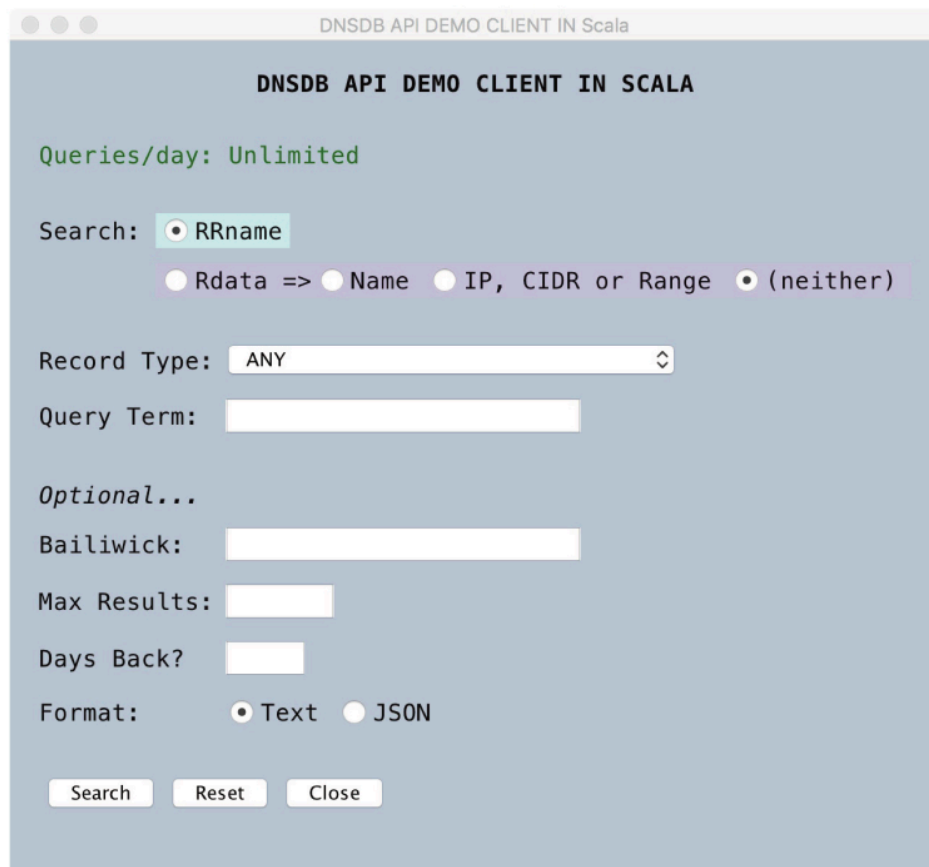 DNSDB API DEMO CLIENT IN Scala
DNSDB API DEMO CLIENT IN SCALA
Queries/day: Unlimited
Search: RRname
Rdata => Name IP, CIDR or Range (neither)
Record Type: ANY
Query Term:
Optional...
Bailiwick:
Max Results:
Days Back?
Format: Text JSON
Search Reset Close